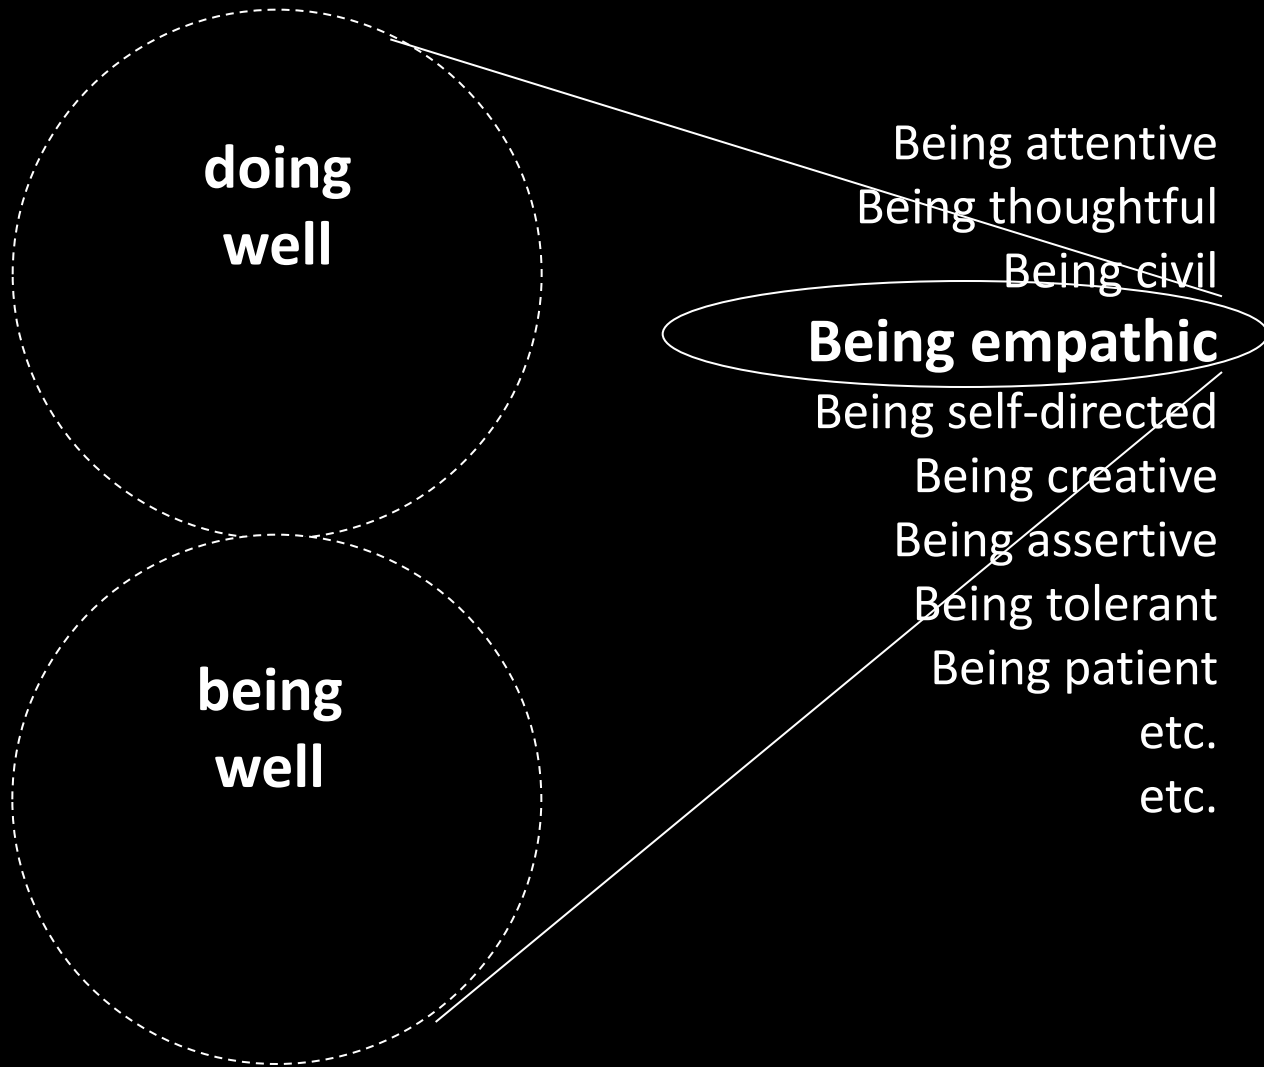 doing
well
being
well
Being attentive
Being thoughtful
Being civil
Being empathic
Being self-directed
Being creative
Being assertive
Being tolerant
Being patient
etc.
etc.